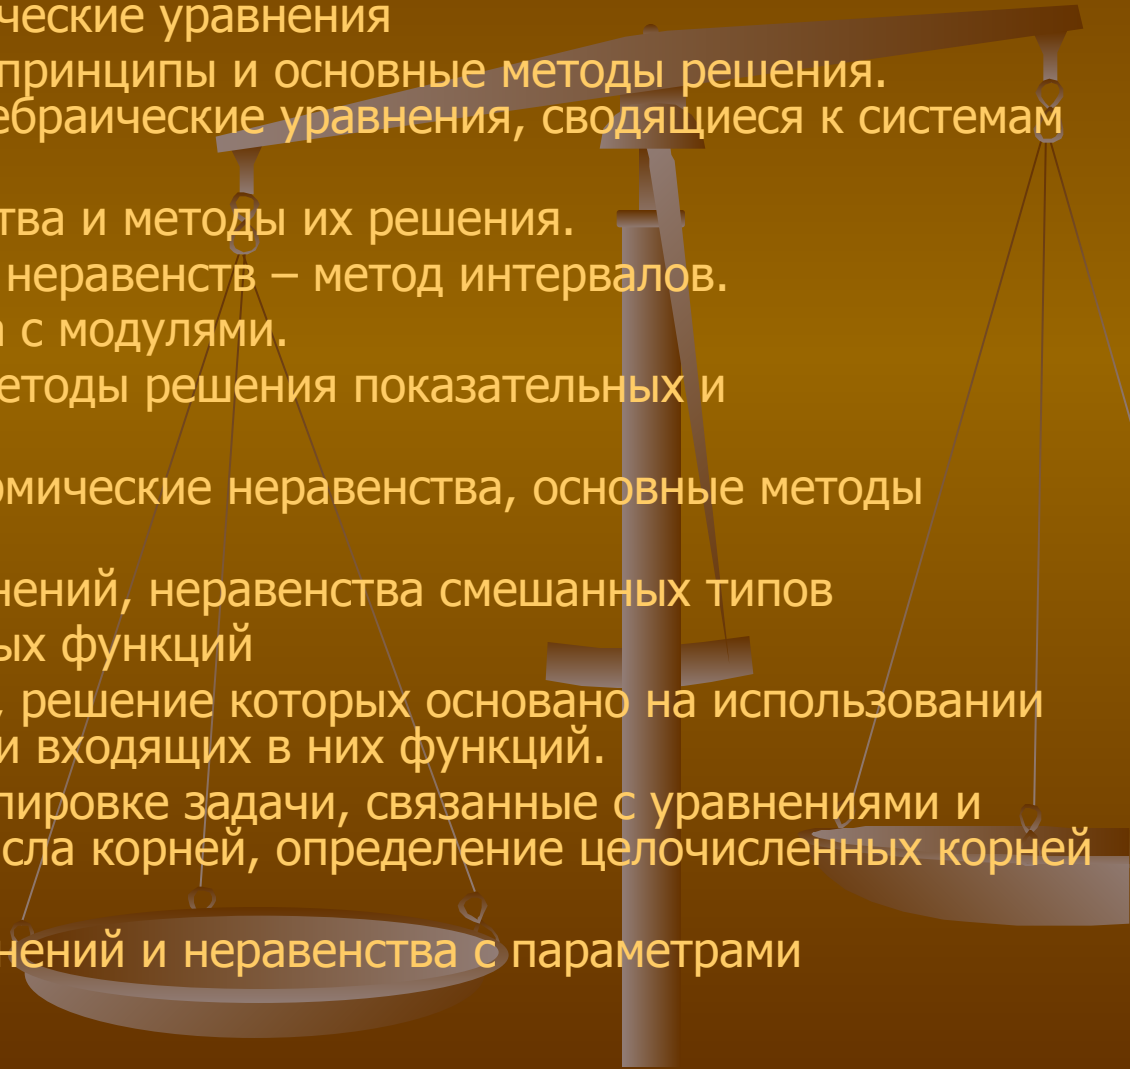 ческие уравнения
принципы и основные методы решения.
ебраические уравнения, сводящиеся к системам
тва и методы их решения.
неравенств – метод интервалов.
а с модулями.
етоды решения показательных и
омические неравенства, основные методы
нений, неравенства смешанных типов
ых функций
, решение которых основано на использовании
и входящих в них функций.
лировке задачи, связанные с уравнениями и
сла корней, определение целочисленных корней
нений и неравенства с параметрами